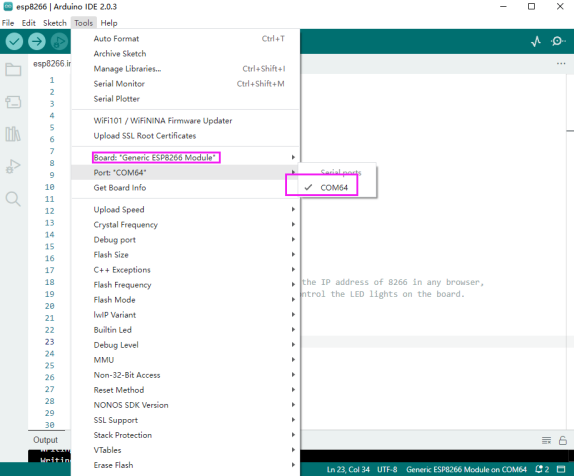 esp8266 | Arduino IDE 2.0.3
File Edit Sketch Tools Help
esp8266.in
Auto Format Ctrl+T
Archive Sketch
Manage Libraries... Ctrl+Shift+I
Serial Monitor Ctrl+Shift+M
Serial Plotter
WiFi101 / WiFiNINA Firmware Updater
Upload SSL Root Certificates
Board: "Generic ESP8266 Module"
Port: "COM64"
Serial ports
COM64
Get Board Info
Upload Speed
Crystal Frequency
Debug port
Flash Size
C++ Exceptions
Flash Frequency
Flash Mode
lwIP Variant
Builtin Led
Debug Level
MMU
Non-32-Bit Access
Reset Method
NONOS SDK Version
SSL Support
Stack Protection
VTables
Erase Flash
1
2
3
4
5
6
7
8
9
10
11
12
13
14
15
16
17
18
19
20
21
22
23
24
25
26
27
28
29
30
the IP address of 8266 in any browser,
ntrol the LED lights on the board.
Output
Writing
Ln 23, Col 34 UTF-8 Generic ESP8266 Module on COM64 2